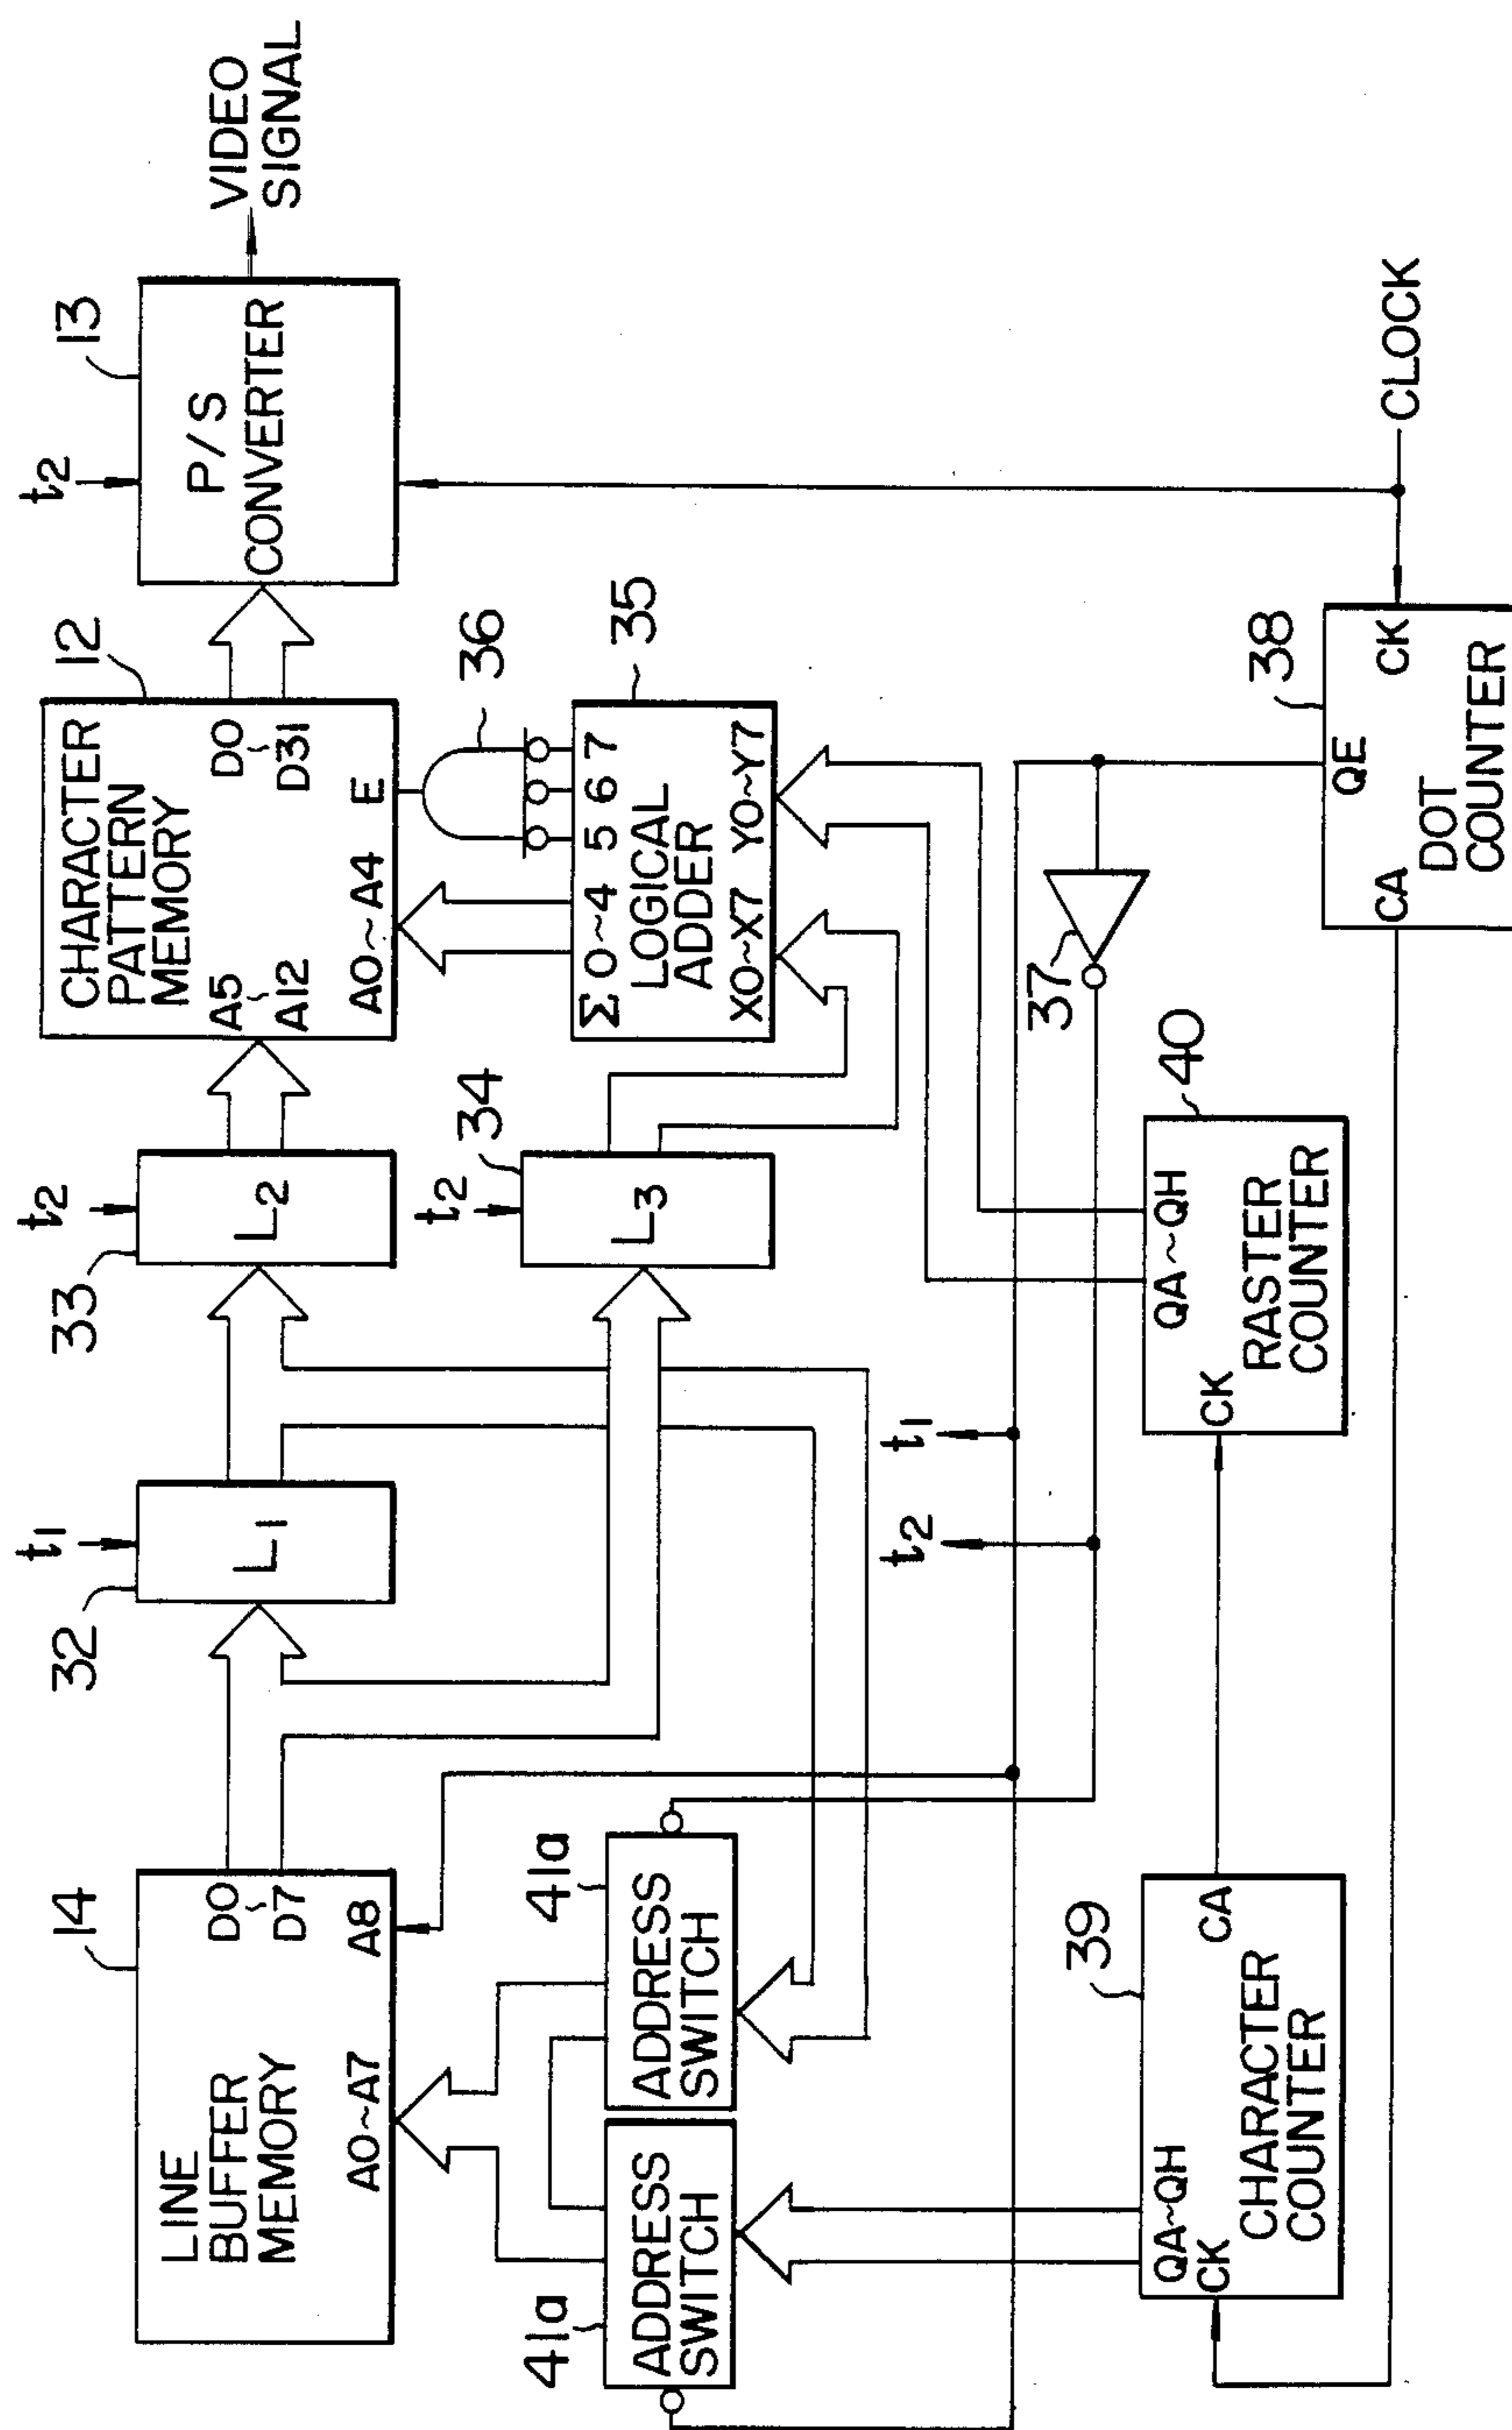 14
LINE
BUFFER
MEMORY
D0
~
D7
A0~A7
A8
32
t1
L1
33
t2
L2
12
CHARACTER
PATTERN
MEMORY
A5
~
A12
D0
~
D31
A0~A4
E
t2
13
P/S
CONVERTER
VIDEO
SIGNAL
41a
ADDRESS
SWITCH
41a
ADDRESS
SWITCH
t2
34
L3
36
35
Σ 0~4 5 6 7
LOGICAL
ADDER
X0~X7 Y0~Y7
t2
t1
37
39
QA~QH
CK
CA
CHARACTER
COUNTER
40
QA~QH
CK
RASTER
COUNTER
38
QE
CK
CA
DOT
COUNTER
CLOCK